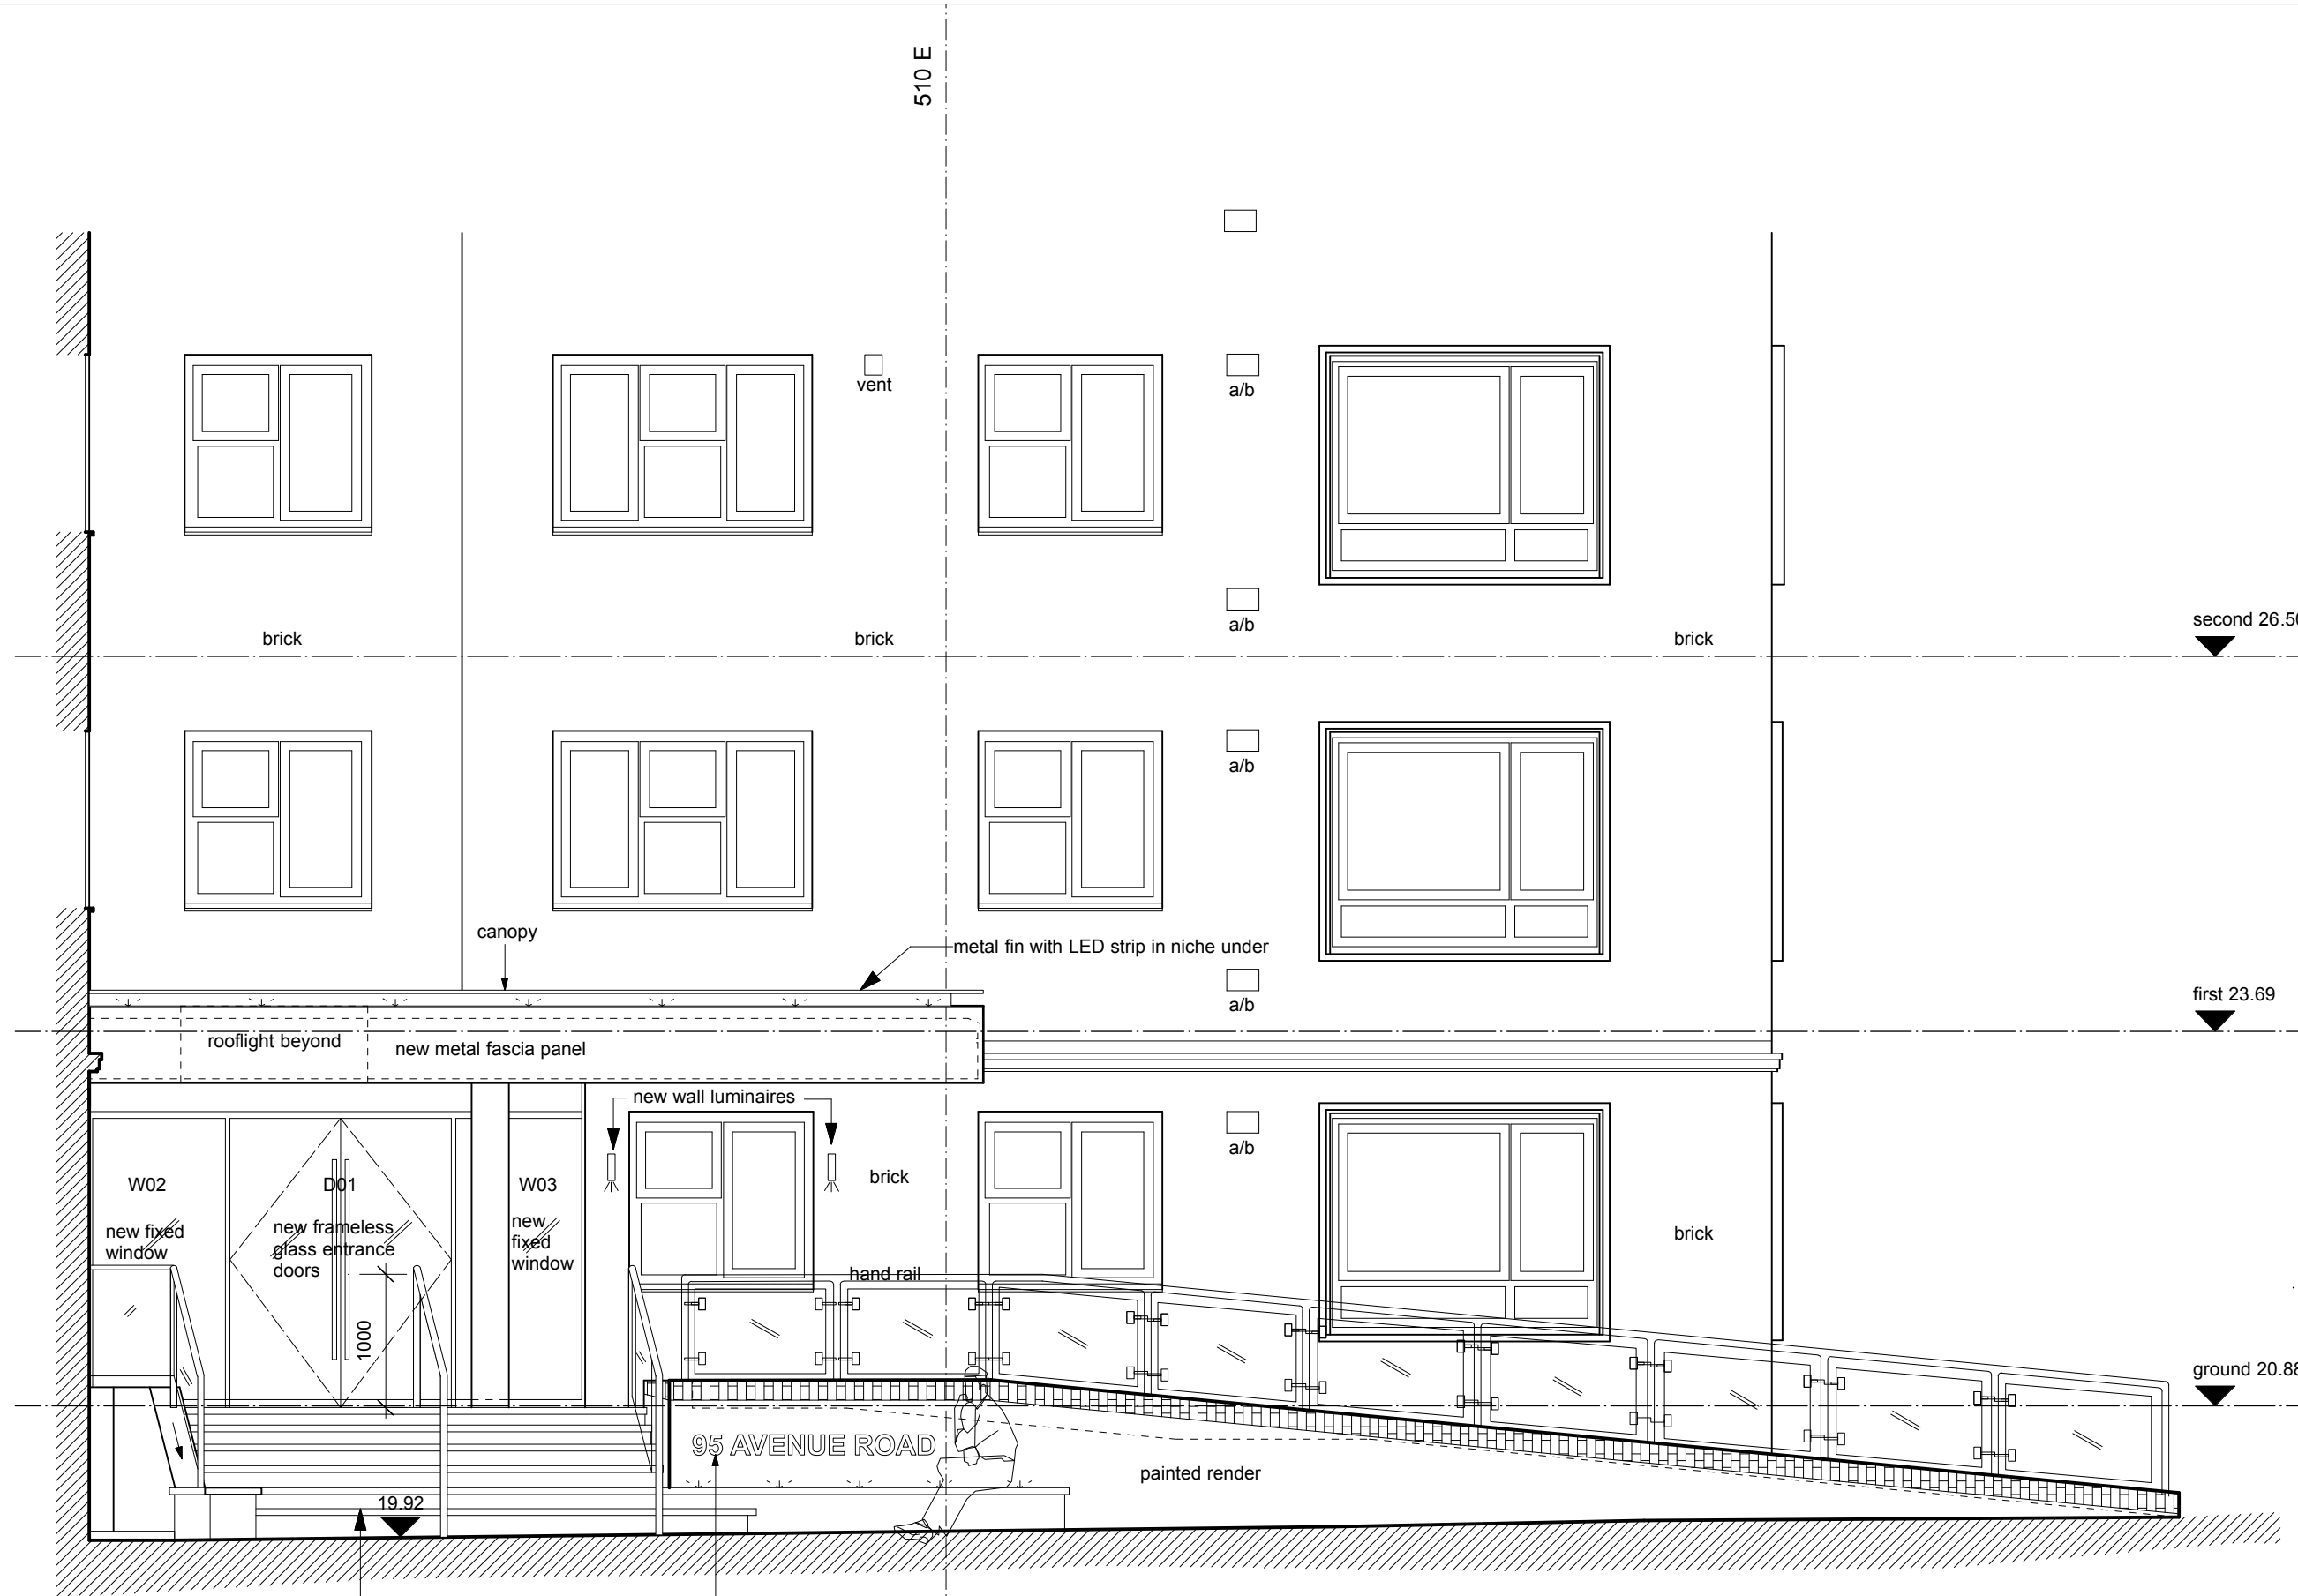 510 E
vent
a/b
a/b
second 26.50
brick
brick
brick
a/b
canopy
metal fin with LED strip in niche under
a/b
first 23.69
rooflight beyond
new metal fascia panel
new wall luminaires
a/b
brick
W02
D01
W03
new fixed
window
new frameless
glass entrance
doors
new
fixed
window
brick
hand rail
1000
ground 20.88
95 AVENUE ROAD
painted render
19.92